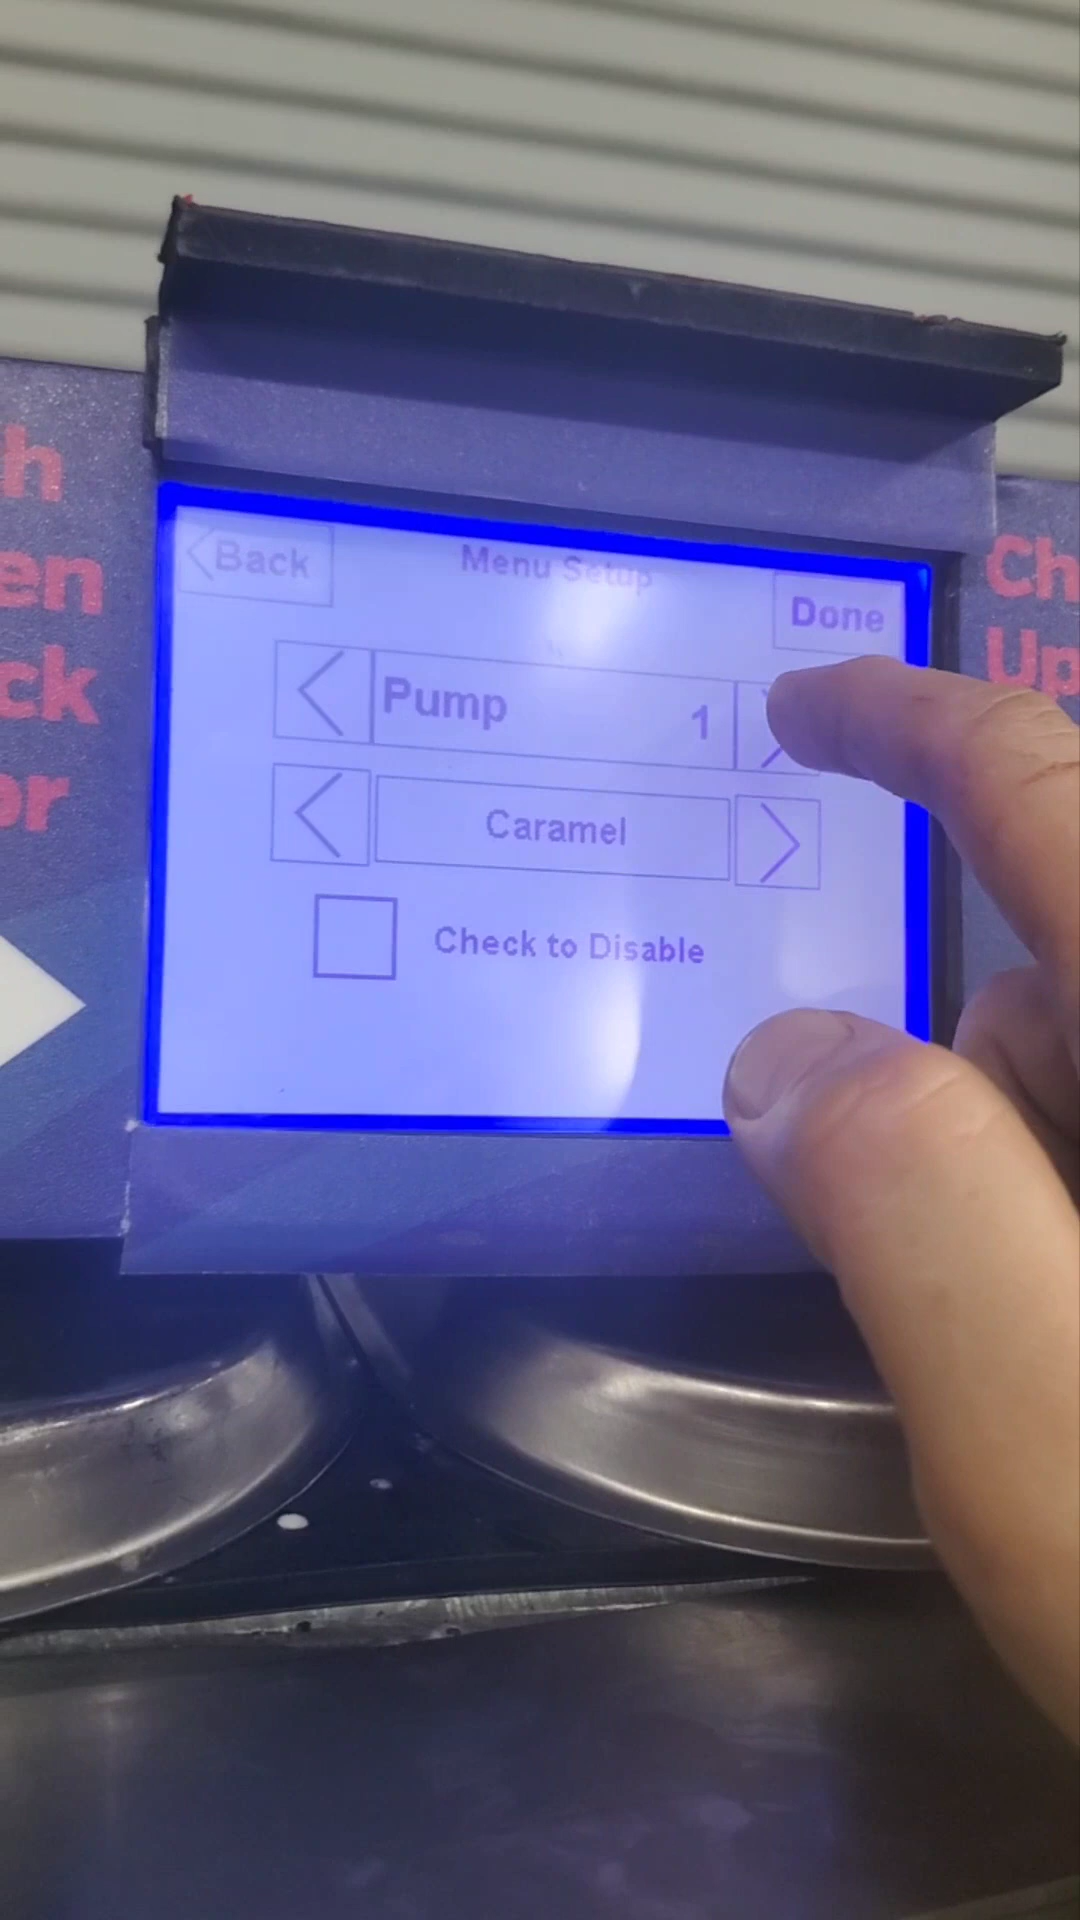 Back
Menu Setup
Done
Pump 1
Caramel
Check to Disable
h
en
ck
or
Ch
Up